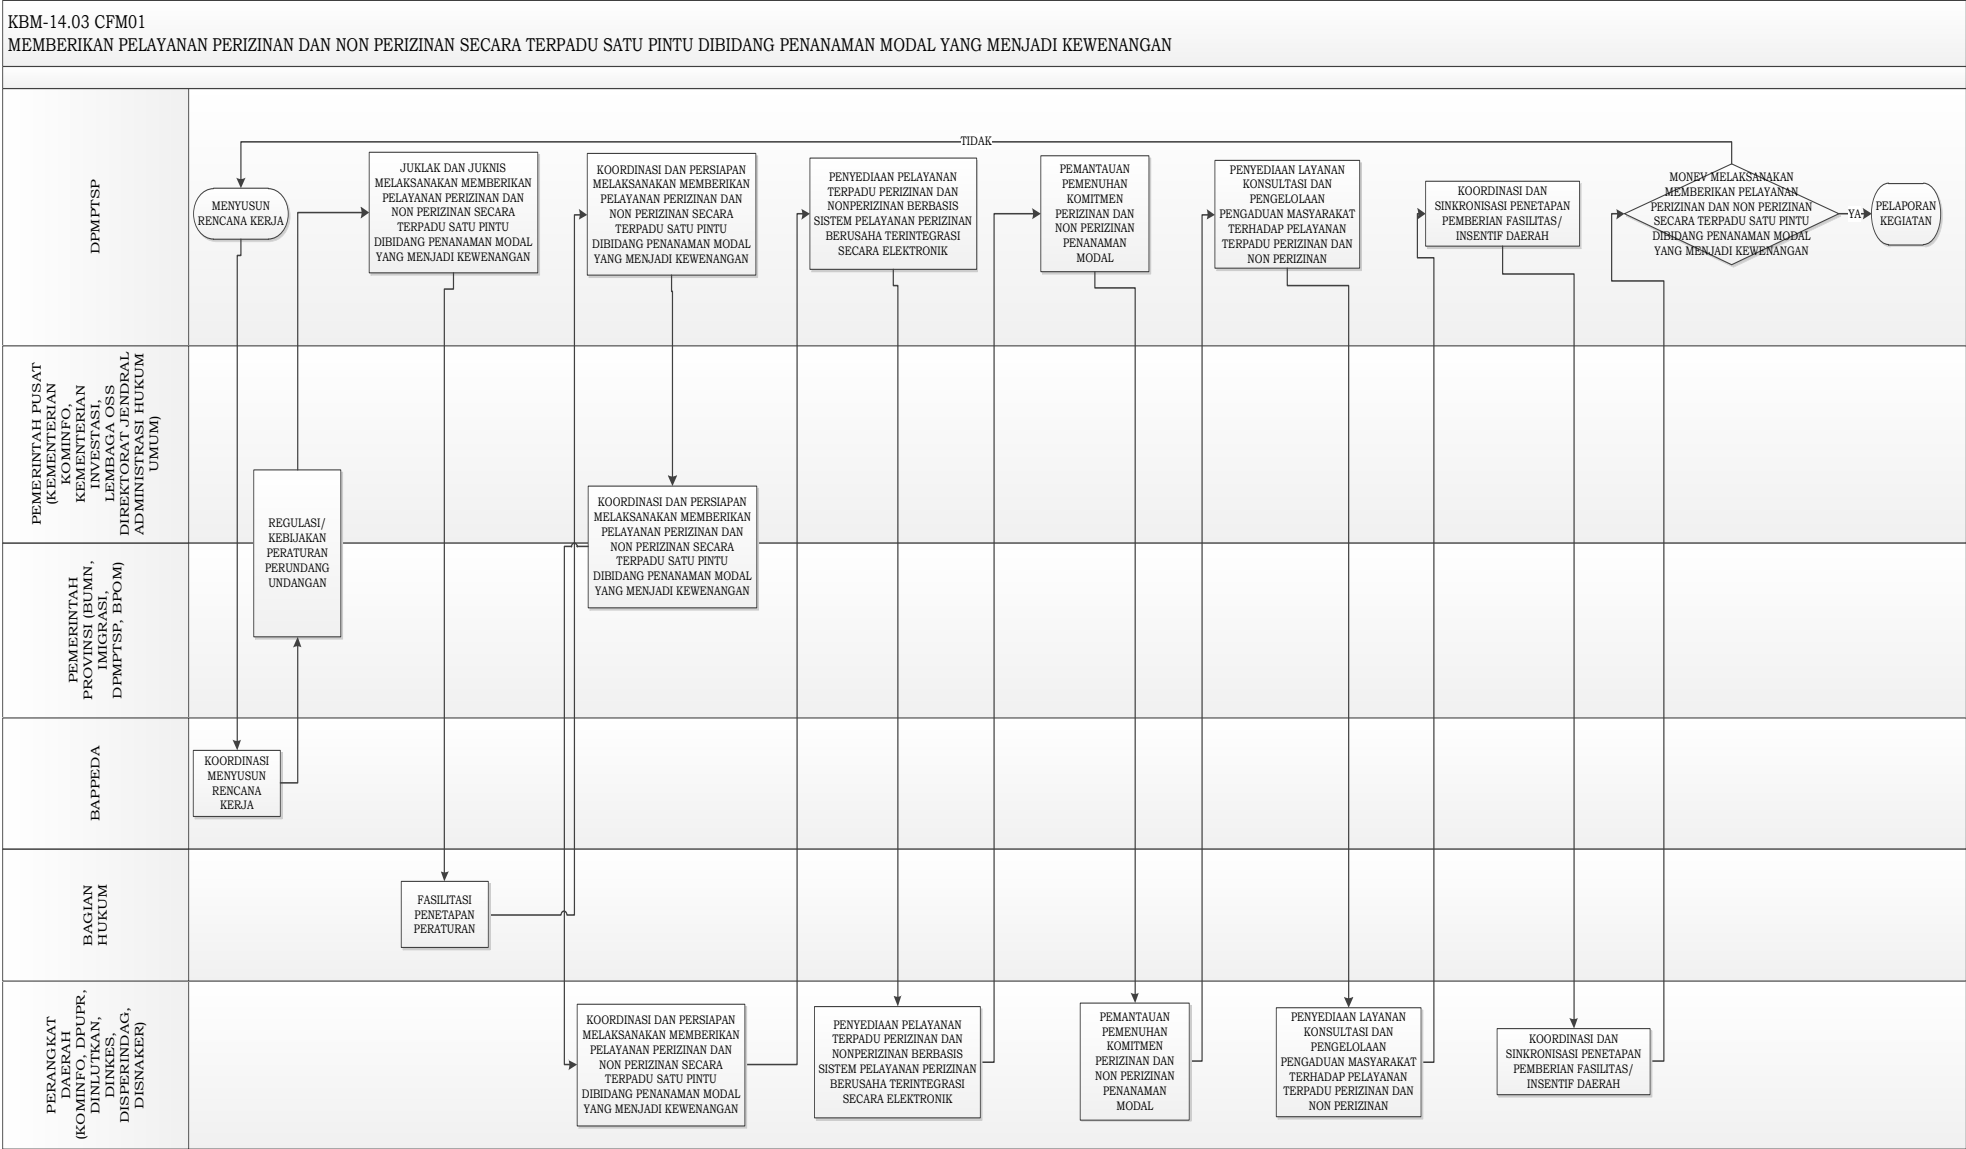 KBM-14.03 CFM01
MEMBERIKAN PELAYANAN PERIZINAN DAN NON PERIZINAN SECARA TERPADU SATU PINTU DIBIDANG PENANAMAN MODAL YANG MENJADI KEWENANGAN
DPMPTSP
TIDAK
MENYUSUN
RENCANA KERJA
JUKLAK DAN JUKNIS
MELAKSANAKAN MEMBERIKAN
PELAYANAN PERIZINAN DAN
NON PERIZINAN SECARA
TERPADU SATU PINTU
DIBIDANG PENANAMAN MODAL
YANG MENJADI KEWENANGAN
KOORDINASI DAN PERSIAPAN
MELAKSANAKAN MEMBERIKAN
PELAYANAN PERIZINAN DAN
NON PERIZINAN SECARA
TERPADU SATU PINTU
DIBIDANG PENANAMAN MODAL
YANG MENJADI KEWENANGAN
PENYEDIAAN PELAYANAN
TERPADU PERIZINAN DAN
NONPERIZINAN BERBASIS
SISTEM PELAYANAN PERIZINAN
BERUSAHA TERINTEGRASI
SECARA ELEKTRONIK
PEMANTAUAN
PEMENUHAN
KOMITMEN
PERIZINAN DAN
NON PERIZINAN
PENANAMAN
MODAL
PENYEDIAAN LAYANAN
KONSULTASI DAN
PENGELOLAAN
PENGADUAN MASYARAKAT
TERHADAP PELAYANAN
TERPADU PERIZINAN DAN
NON PERIZINAN
KOORDINASI DAN
SINKRONISASI PENETAPAN
PEMBERIAN FASILITAS/
INSENTIF DAERAH
MONEV MELAKSANAKAN
MEMBERIKAN PELAYANAN
PERIZINAN DAN NON PERIZINAN
SECARA TERPADU SATU PINTU
DIBIDANG PENANAMAN MODAL
YANG MENJADI KEWENANGAN
YA
PELAPORAN
KEGIATAN
PEMERINTAH PUSAT
(KEMENTERIAN
KOMINFO,
KEMENTERIAN
INVESTASI,
LEMBAGA OSS
DIREKTORAT JENDRAL
ADMINISTRASI HUKUM
UMUM)
REGULASI/
KEBIJAKAN
PERATURAN
PERUNDANG
UNDANGAN
KOORDINASI DAN PERSIAPAN
MELAKSANAKAN MEMBERIKAN
PELAYANAN PERIZINAN DAN
NON PERIZINAN SECARA
TERPADU SATU PINTU
DIBIDANG PENANAMAN MODAL
YANG MENJADI KEWENANGAN
PEMERINTAH
PROVINSI (BUMN,
IMIGRASI,
DPMPTSP, BPOM)
BAPPEDA
KOORDINASI
MENYUSUN
RENCANA
KERJA
BAGIAN
HUKUM
FASILITASI
PENETAPAN
PERATURAN
PERANGKAT
DAERAH
(KOMINFO, DPUPR,
DINLUTKAN,
DINKES,
DISPERINDAG,
DISNAKER)
KOORDINASI DAN PERSIAPAN
MELAKSANAKAN MEMBERIKAN
PELAYANAN PERIZINAN DAN
NON PERIZINAN SECARA
TERPADU SATU PINTU
DIBIDANG PENANAMAN MODAL
YANG MENJADI KEWENANGAN
PENYEDIAAN PELAYANAN
TERPADU PERIZINAN DAN
NONPERIZINAN BERBASIS
SISTEM PELAYANAN PERIZINAN
BERUSAHA TERINTEGRASI
SECARA ELEKTRONIK
PEMANTAUAN
PEMENUHAN
KOMITMEN
PERIZINAN DAN
NON PERIZINAN
PENANAMAN
MODAL
PENYEDIAAN LAYANAN
KONSULTASI DAN
PENGELOLAAN
PENGADUAN MASYARAKAT
TERHADAP PELAYANAN
TERPADU PERIZINAN DAN
NON PERIZINAN
KOORDINASI DAN
SINKRONISASI PENETAPAN
PEMBERIAN FASILITAS/
INSENTIF DAERAH